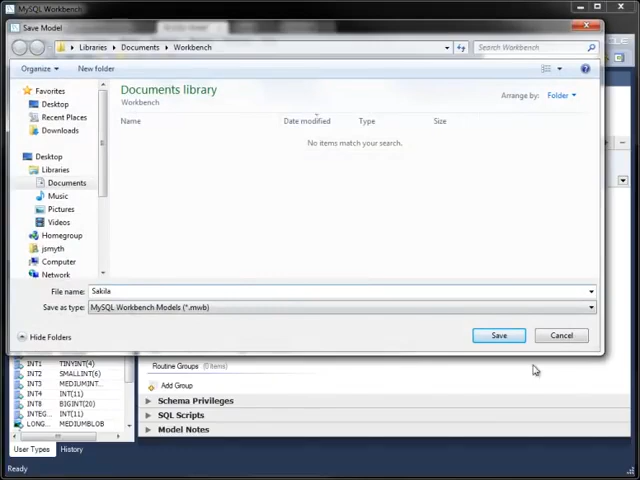 MySQL Workbench
Save Model
Libraries Documents Workbench
Search Workbench
Organize New folder
Favorites
Desktop
Recent Places
Downloads
Desktop
Libraries
Documents
Music
Pictures
Videos
Homegroup
jsmyth
Computer
Network
Documents library
Workbench
Arrange by: Folder
Name Date modified Type Size
No items match your search.
File name: Sakila
Save as type: MySQL Workbench Models (*.mwb)
Hide Folders
Save Cancel
INT1 TINYINT(4)
INT2 SMALLINT(6)
INT3 MEDIUMINT...
INT4 INT(11)
INT8 BIGINT(20)
INTEG... INT(11)
LONG... MEDIUMBLOB
User Types History
Routine Groups (0 items)
Add Group
Schema Privileges
SQL Scripts
Model Notes
Ready